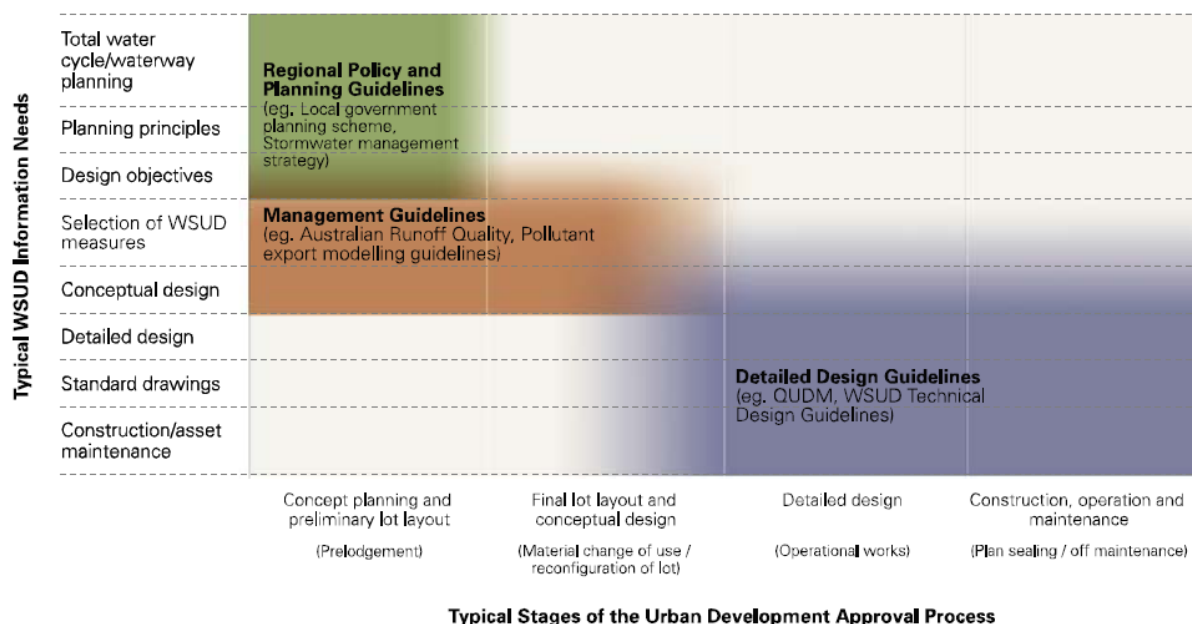 Typical WSUD Information Needs
Total water
cycle/waterway
planning
Planning principles
Design objectives
Selection of WSUD
measures
Conceptual design
Detailed design
Standard drawings
Construction/asset
maintenance
Regional Policy and
Planning Guidelines
(eg. Local government
planning scheme,
Stormwater management
strategy)
Management Guidelines
(eg. Australian Runoff Quality, Pollutant
export modelling guidelines)
Detailed Design Guidelines
(eg. QUDM, WSUD Technical
Design Guidelines)
Concept planning and
preliminary lot layout
(Prelodgement)
Final lot layout and
conceptual design
(Material change of use /
reconfiguration of lot)
Detailed design
(Operational works)
Construction, operation and
maintenance
(Plan sealing / off maintenance)
Typical Stages of the Urban Development Approval Process